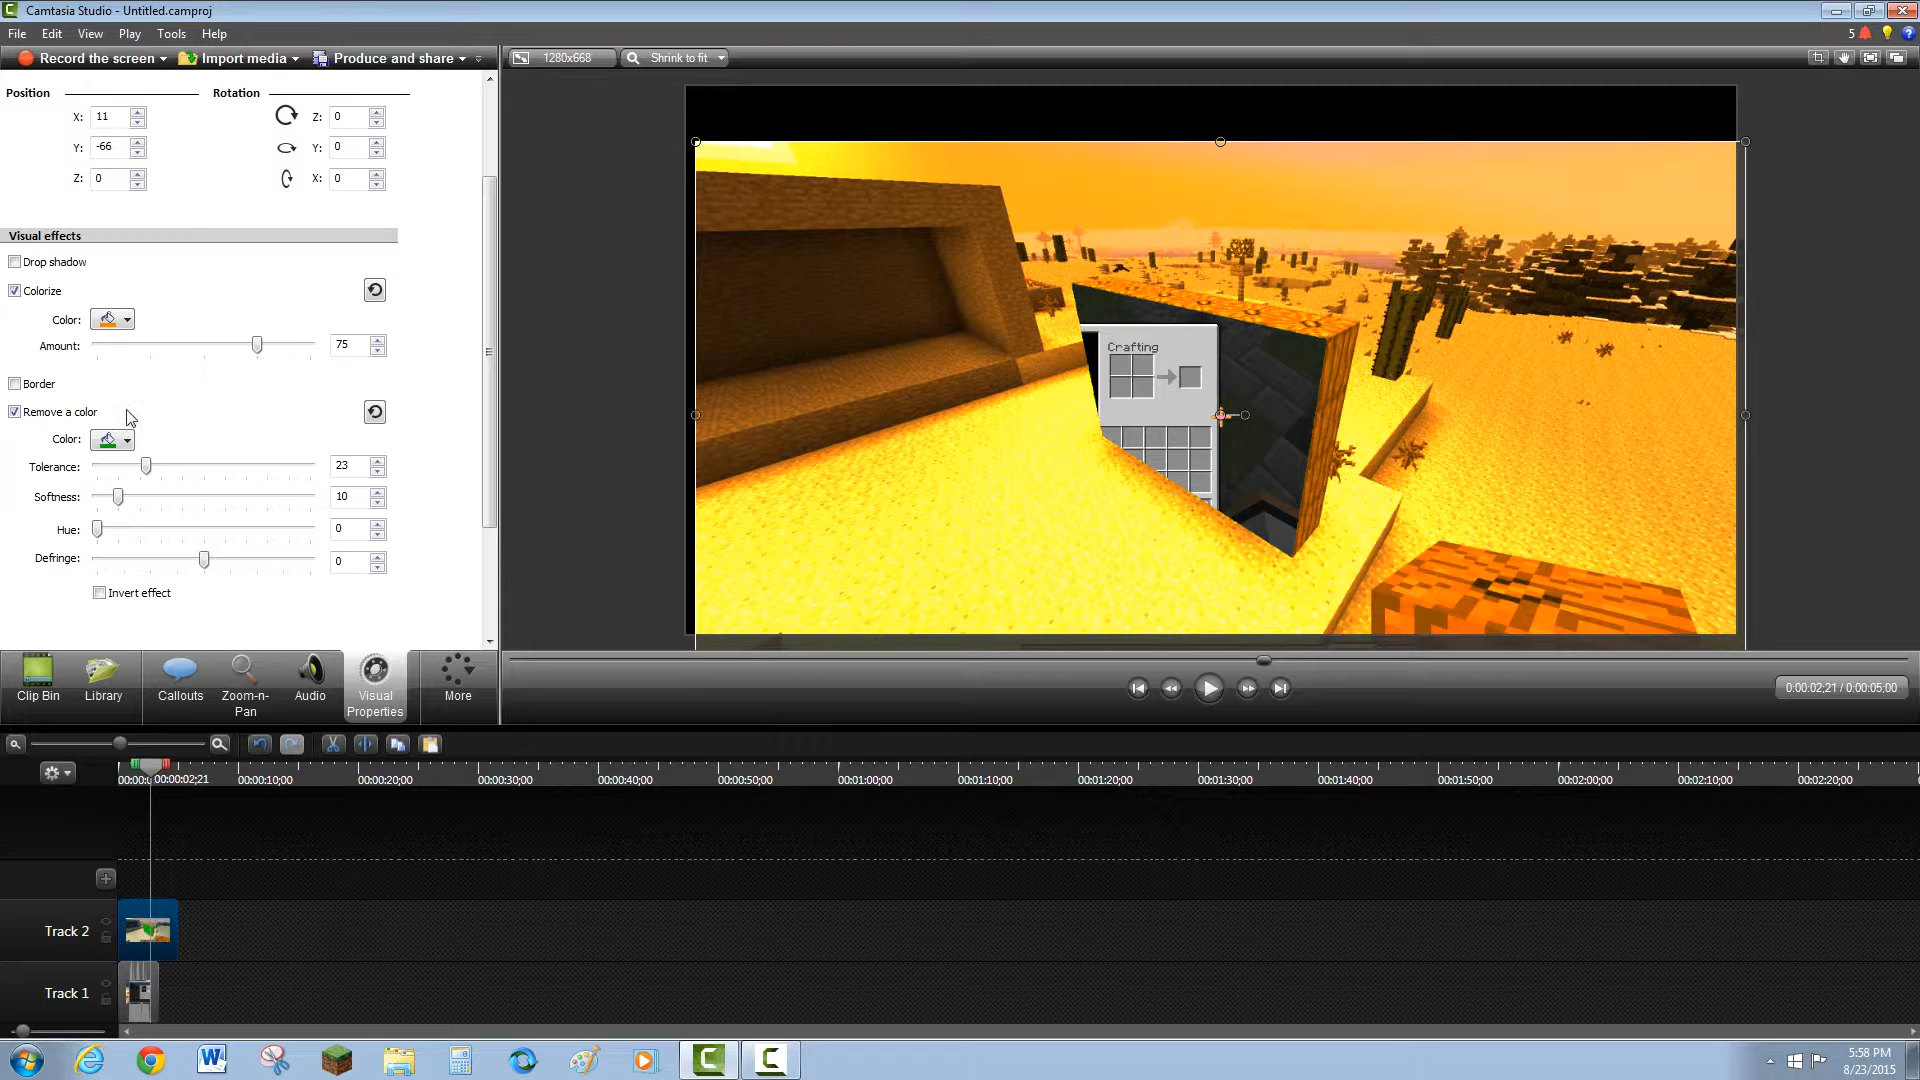 Camtasia Studio - Untitled.camproj
File Edit View Play Tools Help 5
Record the screen Import media Produce and share 1280x668 Shrink to fit
Position Rotation
X: 11 Z: 0
Y: -66 Y: 0
Z: 0 X: 0
Visual effects
Drop shadow
Colorize
Color:
Amount: 75
Border
Remove a color
Color:
Tolerance: 23
Softness: 10
Hue: 0
Defringe: 0
Invert effect
Crafting
Clip Bin Library Callouts Zoom-n-Pan Audio Visual Properties More
0:00:02;21 / 0:00:05;00
00:00:0 00:00:02;21 00:00:10;00 00:00:20;00 00:00:30;00 00:00:40;00 00:00:50;00 00:01:00;00 00:01:10;00 00:01:20;00 00:01:30;00 00:01:40;00 00:01:50;00 00:02:00;00 00:02:10;00 00:02:20;00
Track 2
Track 1
5:58 PM
8/23/2015